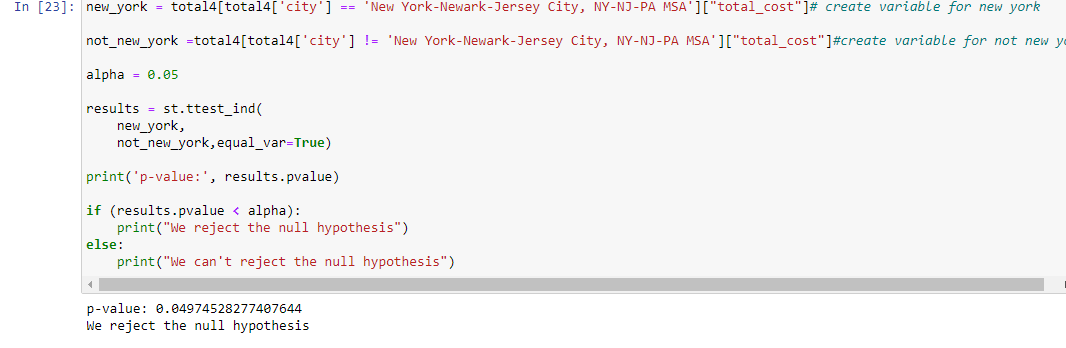 In [23]: new_york = total4[total4['city'] == 'New York-Newark-Jersey City, NY-NJ-PA MSA']["total_cost"]# create variable for new york
not_new_york =total4[total4['city'] != 'New York-Newark-Jersey City, NY-NJ-PA MSA']["total_cost"]#create variable for not new
alpha = 0.05
results = st.ttest_ind(
new_york,
not_new_york,equal_var=True)
print('p-value:', results.pvalue)
if (results.pvalue < alpha):
print("We reject the null hypothesis")
else:
print("We can't reject the null hypothesis")
p-value: 0.04974528277407644
We reject the null hypothesis